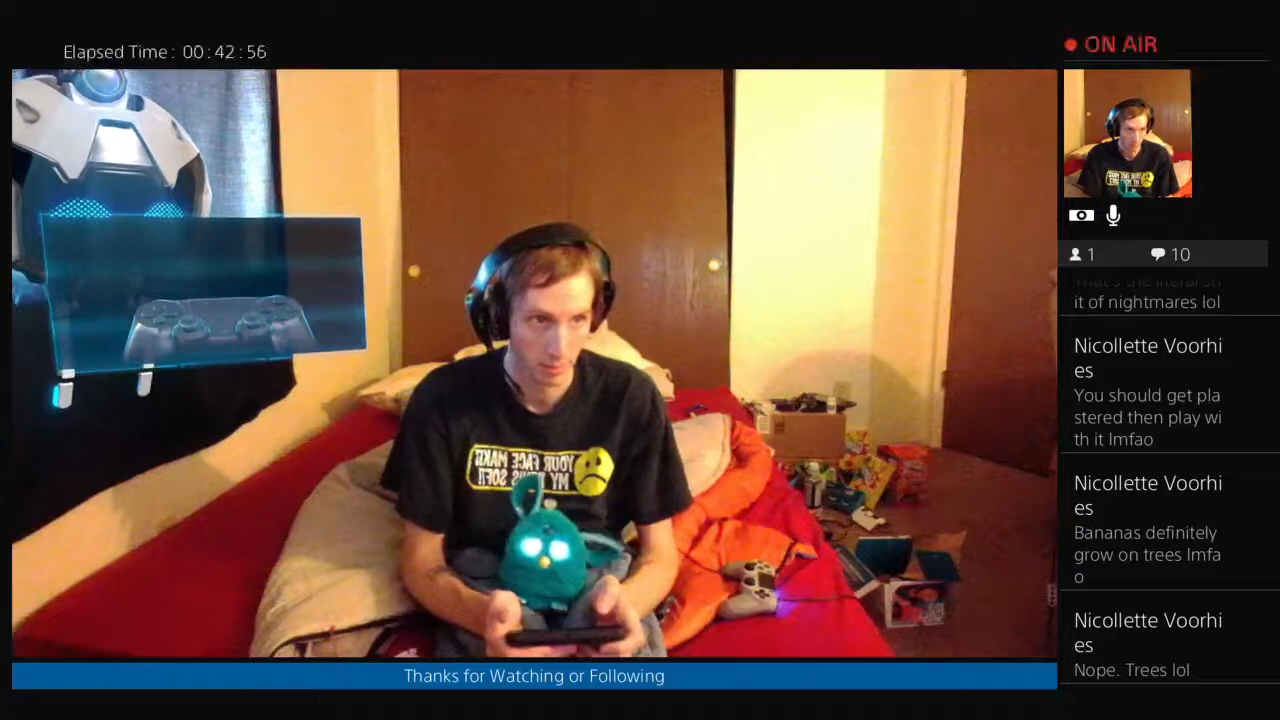 Elapsed Time: 00:42:56
ON AIR
1
10
it of nightmares lol
Nicollette Voorhi
es
You should get pla
stered then play wi
th it lmfao
Nicollette Voorhi
es
Bananas definitely
grow on trees lmfa
o
Nicollette Voorhi
es
Nope. Trees lol
YOUR FACE MAKE
MY SOFT
Thanks for Watching or Following